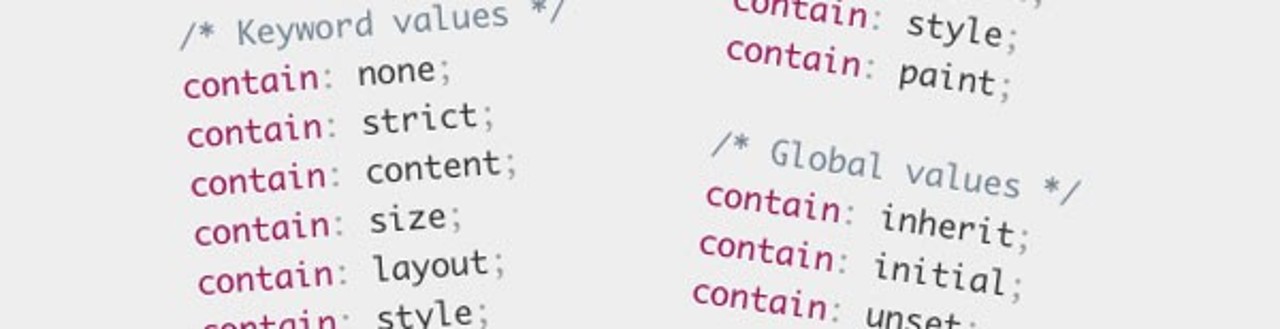 /* Keyword values */
contain: none;
contain: strict;
contain: content;
contain: size;
contain: layout;
contain: style;
contain: style;
contain: paint;
/* Global values */
contain: inherit;
contain: initial;
contain: unset;